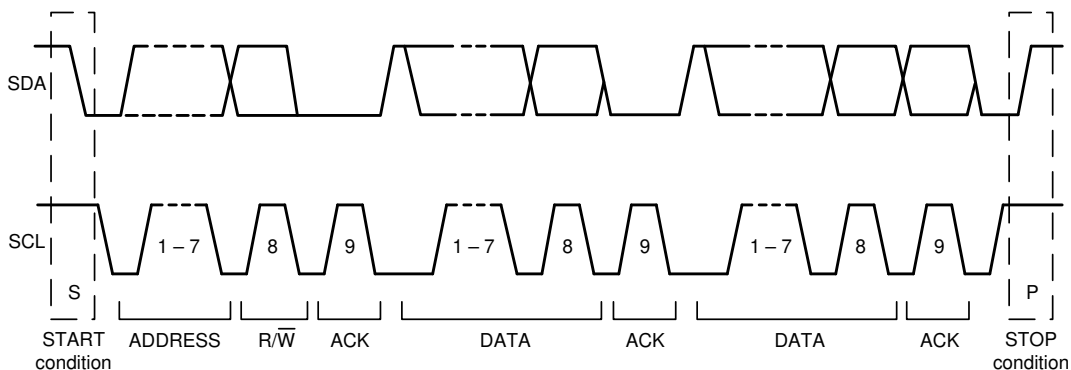 SDA
SCL
1 – 7
8
9
1 – 7
8
9
1 – 7
8
9
S
P
START
condition
ADDRESS
R/W̅
ACK
DATA
ACK
DATA
ACK
STOP
condition